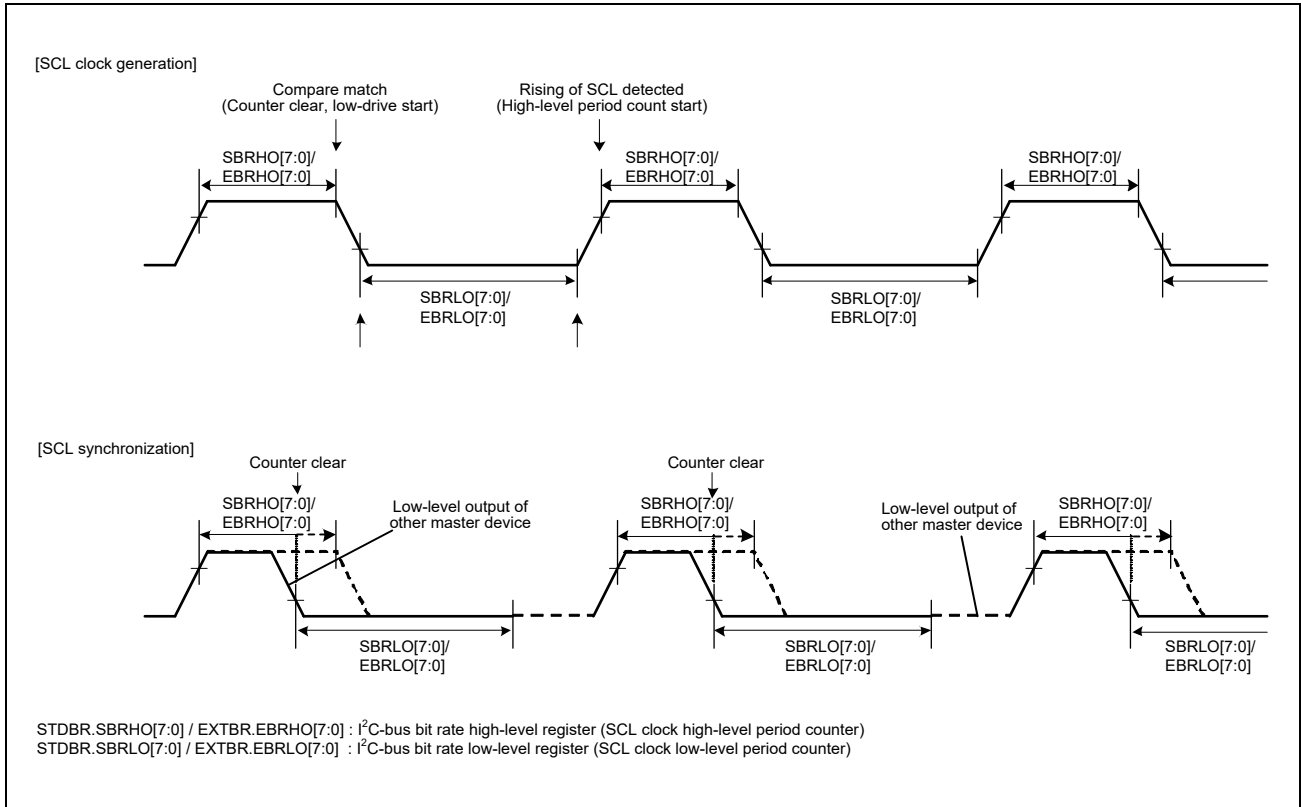 [SCL clock generation]
Compare match
(Counter clear, low-drive start)
Rising of SCL detected
(High-level period count start)
SBRHO[7:0]/
EBRHO[7:0]
SBRHO[7:0]/
EBRHO[7:0]
SBRHO[7:0]/
EBRHO[7:0]
SBRLO[7:0]/
EBRLO[7:0]
SBRLO[7:0]/
EBRLO[7:0]
[SCL synchronization]
Counter clear
Counter clear
SBRHO[7:0]/
EBRHO[7:0]
Low-level output of
other master device
SBRHO[7:0]/
EBRHO[7:0]
Low-level output of
other master device
SBRHO[7:0]/
EBRHO[7:0]
SBRLO[7:0]/
EBRLO[7:0]
SBRLO[7:0]/
EBRLO[7:0]
SBRLO[7:0]/
EBRLO[7:0]
STDBR.SBRHO[7:0] / EXTBR.EBRHO[7:0] : I²C-bus bit rate high-level register (SCL clock high-level period counter)
STDBR.SBRLO[7:0] / EXTBR.EBRLO[7:0] : I²C-bus bit rate low-level register (SCL clock low-level period counter)